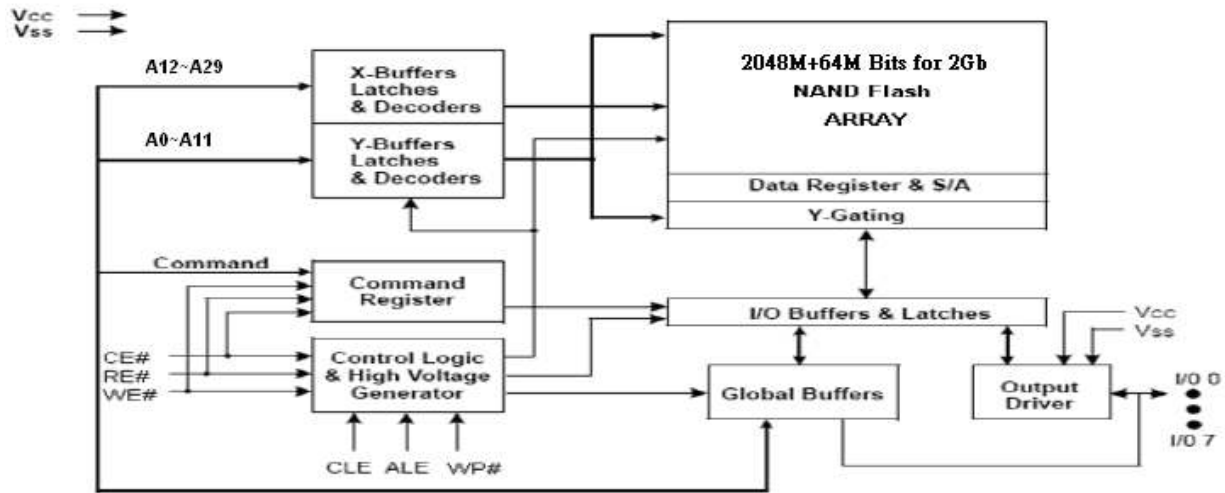 Vcc
Vss
A12~A29
X-Buffers
Latches
& Decoders
A0~A11
Y-Buffers
Latches
& Decoders
2048M+64M Bits for 2Gb
NAND Flash
ARRAY
Data Register & S/A
Y-Gating
Command
Command
Register
I/O Buffers & Latches
Vcc
Vss
CE#
RE#
WE#
Control Logic
& High Voltage
Generator
Global Buffers
Output
Driver
I/O 0
I/O 7
CLE ALE WP#